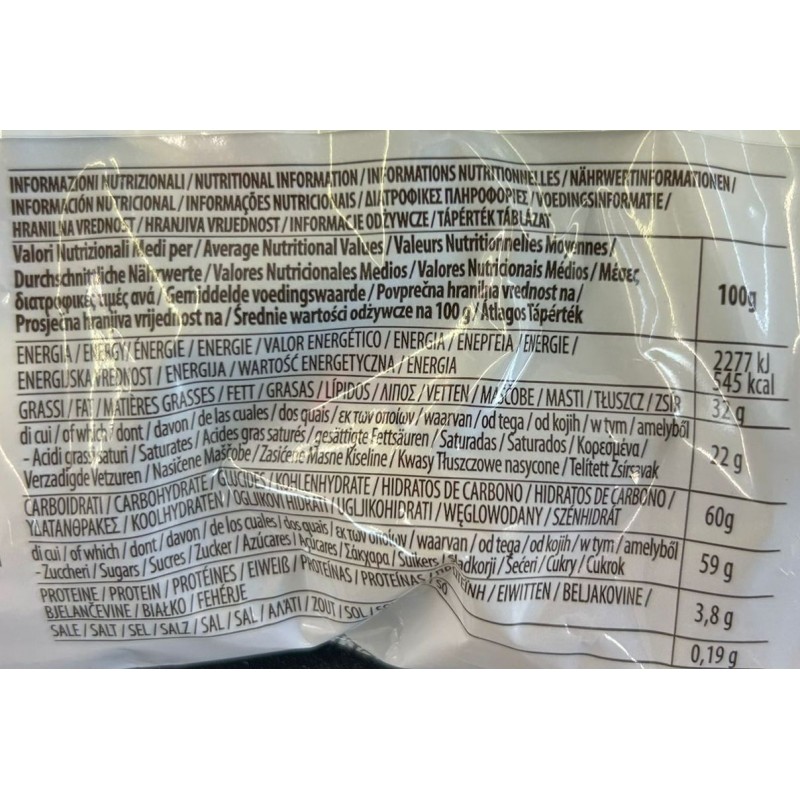 INFORMAZIONI NUTRIZIONALI / NUTRITIONAL INFORMATION / INFORMATIONS NUTRITIONNELLES / NÄHRWERTINFORMATIONEN /
INFORMACIÓN NUTRICIONAL / INFORMAÇÕES NUTRICIONAIS / ΔΙΑΤΡΟΦΙΚΕΣ ΠΛΗΡΟΦΟΡΙΕΣ / VOEDINGSINFORMATIE /
HRANILNA VREDNOST / HRANJIVA VRIJEDNOST / INFORMACJE ODŻYWCZE / TÁPÉRTÉK TÁBLÁZAT
Valori Nutrizionali Medi per / Average Nutritional Values / Valeurs Nutritionnelles Moyennes /
Durchschnittliche Nährwerte / Valores Nutricionales Medios / Valores Nutricionais Médios / Μέσες
διατροφικές τιμές ανά / Gemiddelde voedingswaarde / Povprečna hranilna vrednost na /
Prosječna hranjiva vrijednost na / Średnie wartości odżywcze na 100 g / Átlagos Tápérték
100g
ENERGIA / ENERGY / ÉNERGIE / ENERGIE / VALOR ENERGÉTICO / ENERGIA / ΕΝΕΡΓΕΙΑ / ENERGIE /
ENERGIJSKA VREDNOST / ENERGIJA / WARTOŚĆ ENERGETYCZNA / ENERGIA
2277 kJ
545 kcal
GRASSI / FAT / MATIÈRES GRASSES / FETT / GRASAS / LÍPIDOS / ΛΙΠΟΣ / VETTEN / MAŠČOBE / MASTI / TŁUSZCZ / ZSÍR
32 g
di cui / of which / dont / davon / de las cuales / dos quais / εκ των οποίων / waarvan / od tega / od kojih / w tym / amelyből
- Acidi grassi saturi / Saturates / Acides gras saturés / gesättigte Fettsäuren / Saturadas / Saturados / Κορεσμένα /
Verzadigde Vetzuren / Nasičene Maščobe / Zasićene Masne Kiseline / Kwasy Tłuszczowe nasycone / Telített Zsírsavak
22 g
CARBOIDRATI / CARBOHYDRATE / GLUCIDES / KOHLENHYDRATE / HIDRATOS DE CARBONO / HIDRATOS DE CARBONO /
ΥΔΑΤΑΝΘΡΑΚΕΣ / KOOLHYDRATEN / OGLJIKOVI HIDRATI / UGLJIKOHIDRATI / WĘGLOWODANY / SZÉNHIDRÁT
60g
di cui / of which / dont / davon / de los cuales / dos quais / εκ των οποίων / waarvan / od tega / od kojih / w tym / amelyből
- Zuccheri / Sugars / Sucres / Zucker / Azúcares / Açúcares / Σάκχαρα / Suikers / Sladkorji / Šećeri / Cukry / Cukrok
59 g
PROTEINE / PROTEIN / PROTÉINES / EIWEIß / PROTEÍNAS / PROTEÍNAS / ΠΡΩΤΕΪΝΗ / EIWITTEN / BELJAKOVINE /
BJELANČEVINE / BIAŁKO / FEHÉRJE
3,8 g
SALE / SALT / SEL / SALZ / SAL / SAL / ΑΛΑΤΙ / ZOUT / SOL /
0,19 g